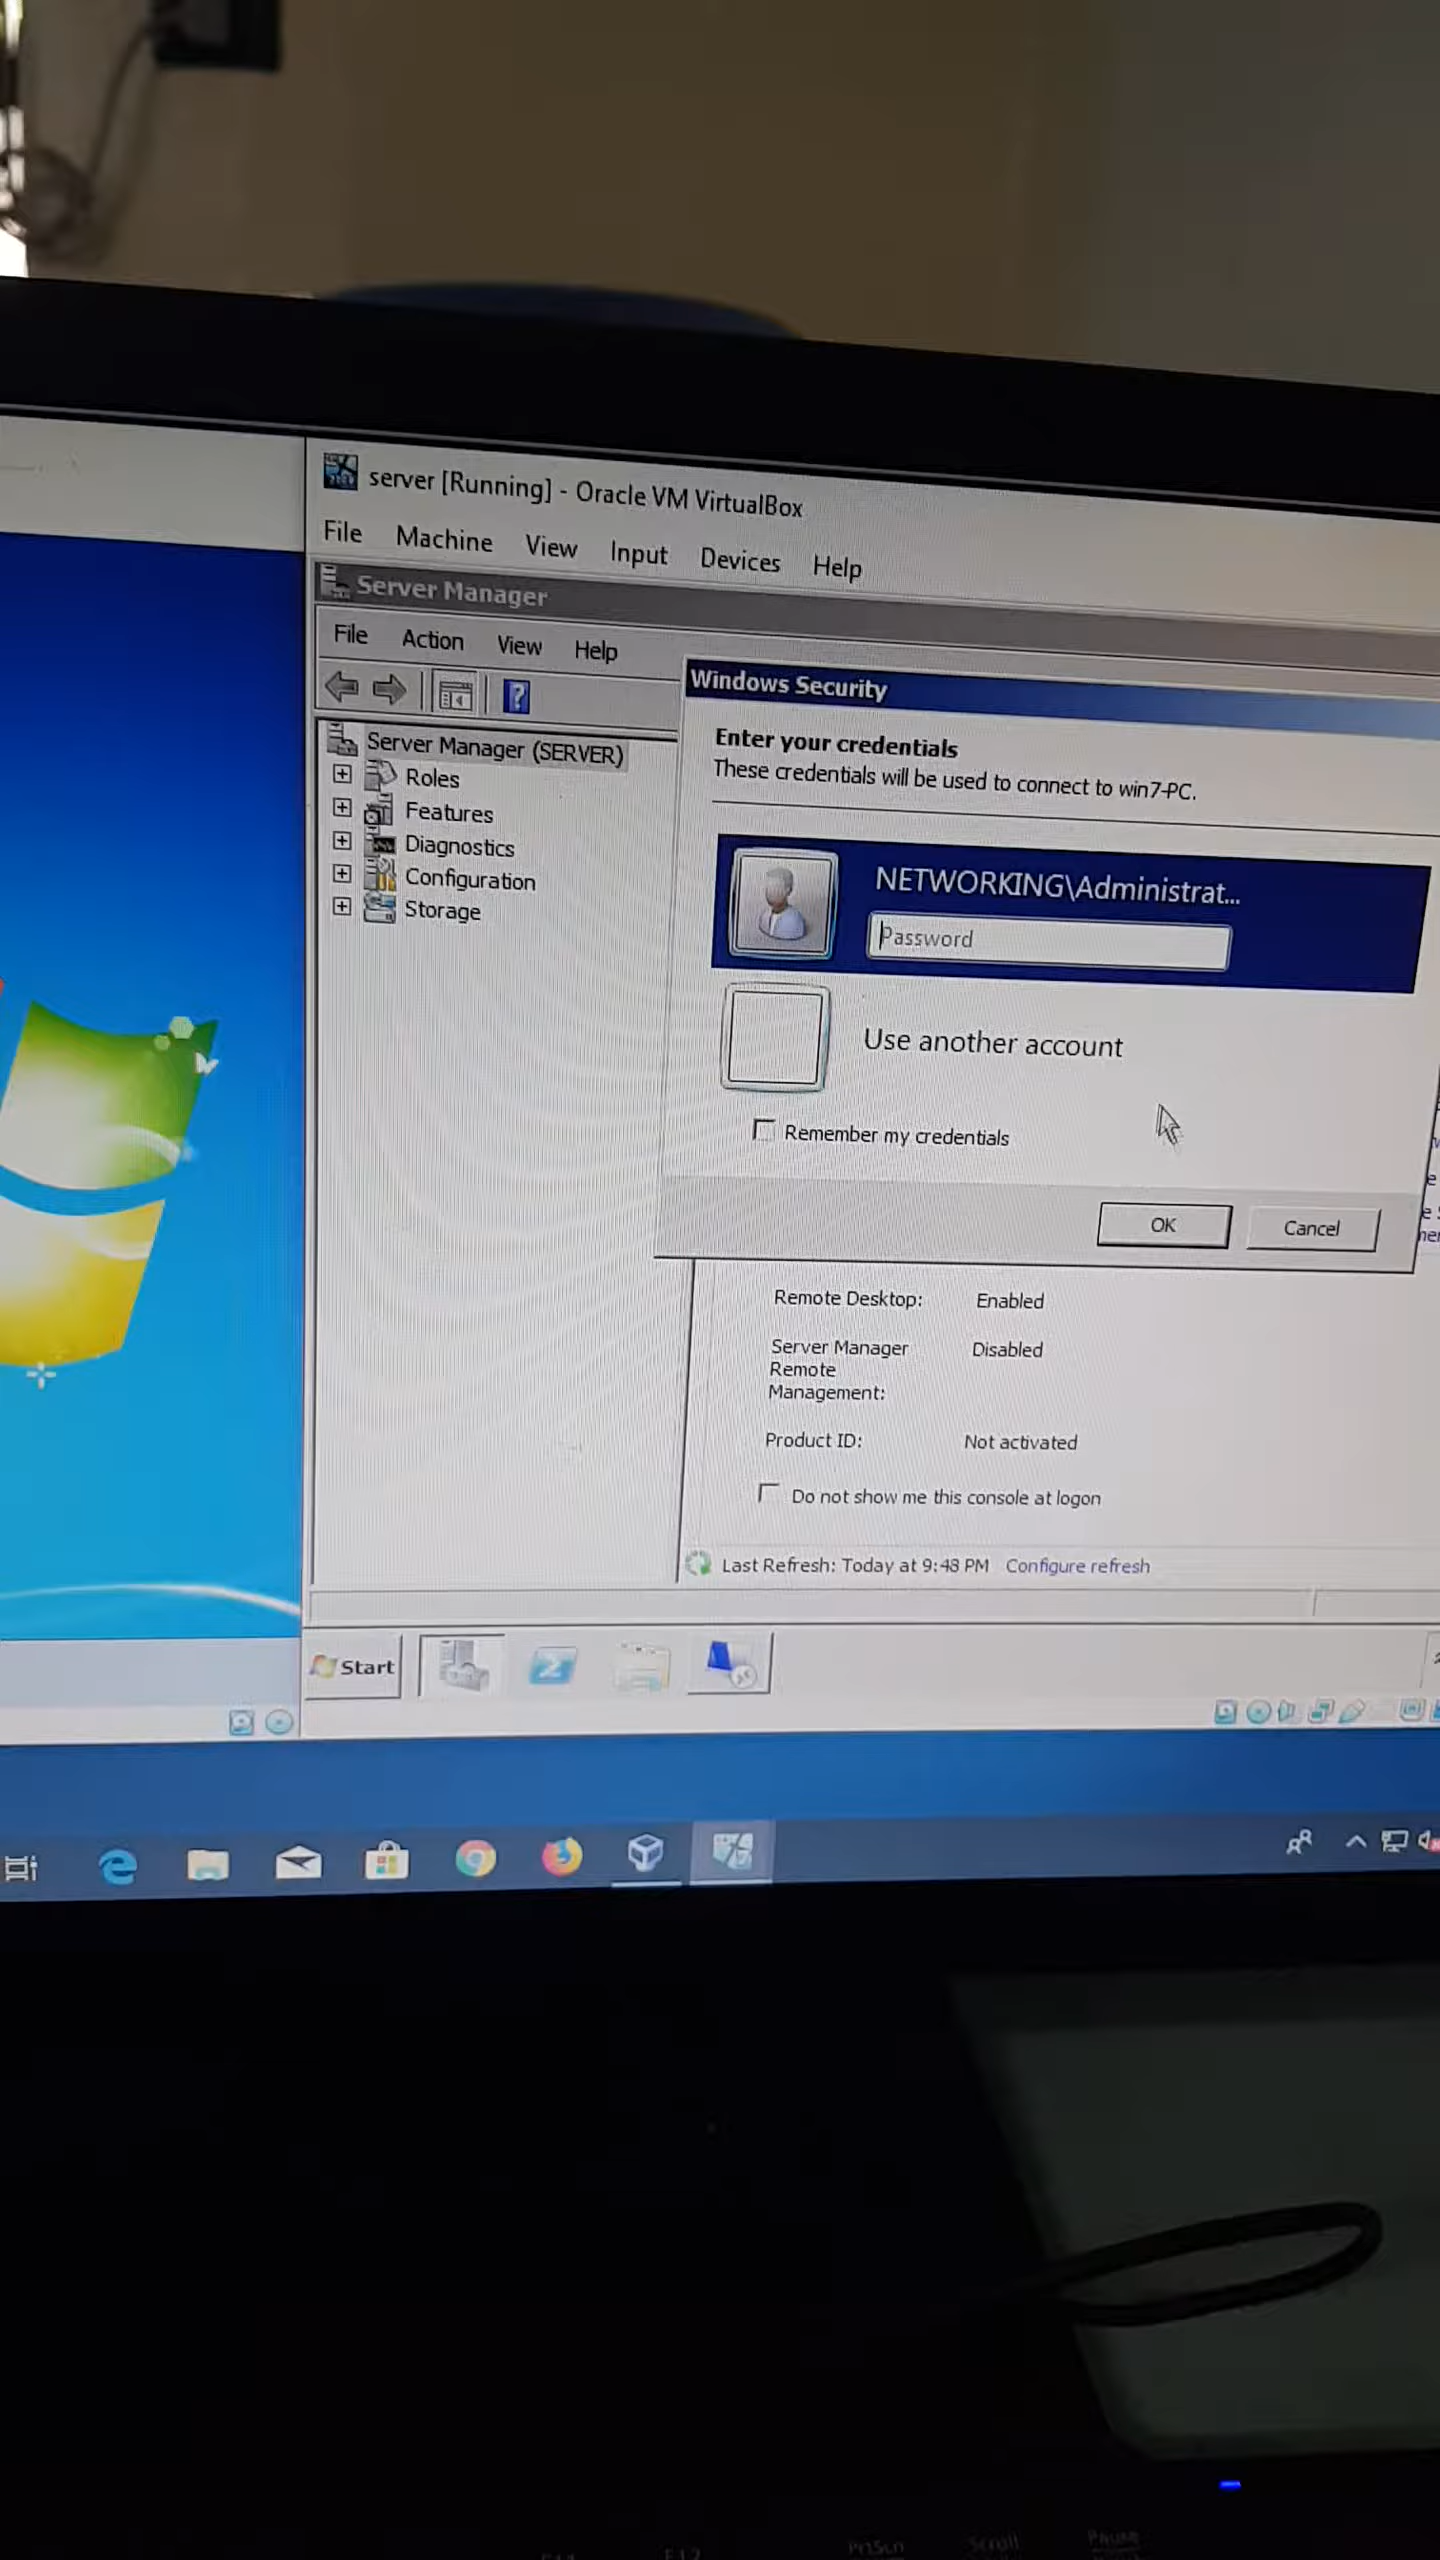 server [Running] - Oracle VM VirtualBox
File Machine View Input Devices Help
Server Manager
File Action View Help
Server Manager (SERVER)
Roles
Features
Diagnostics
Configuration
Storage
Windows Security
Enter your credentials
These credentials will be used to connect to win7-PC.
NETWORKING\Administrat...
Password
Use another account
Remember my credentials
OK Cancel
Remote Desktop: Enabled
Server Manager Disabled
Remote
Management:
Product ID: Not activated
Do not show me this console at logon
Last Refresh: Today at 9:48 PM Configure refresh
Start
PrtScn Scroll Pause